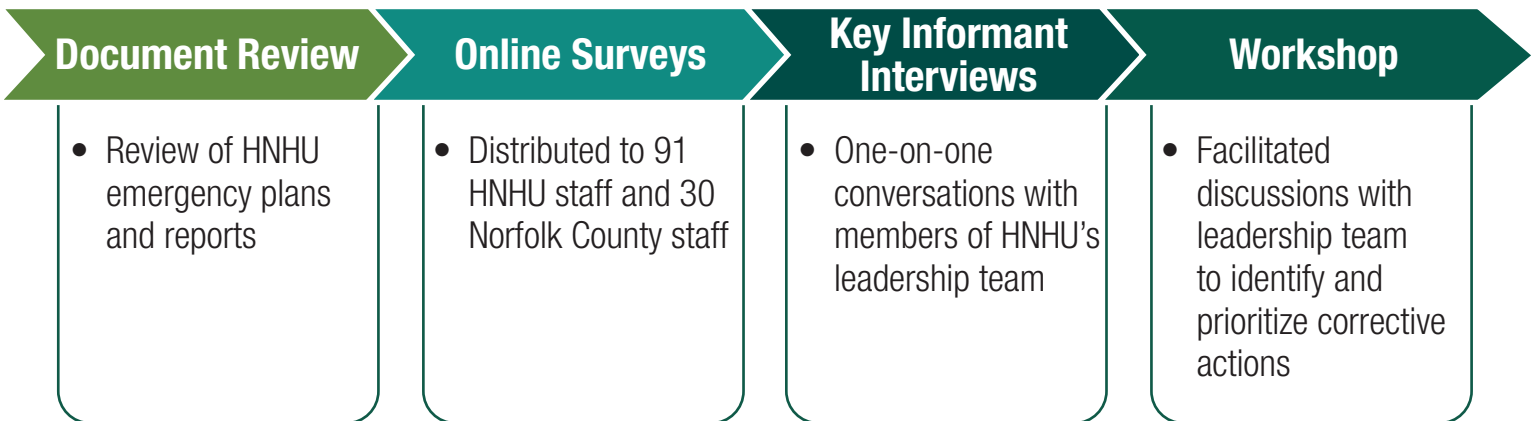 Document Review
Online Surveys
Key Informant
Interviews
Workshop
• Review of HNHU
emergency plans
and reports
• Distributed to 91
HNHU staff and 30
Norfolk County staff
• One-on-one
conversations with
members of HNHU's
leadership team
• Facilitated
discussions with
leadership team
to identify and
prioritize corrective
actions